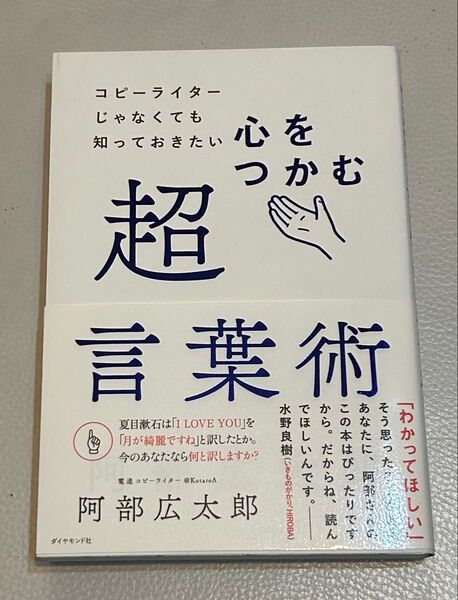 コピーライター
じゃなくても
知っておきたい
心を
つかむ
超
言葉術
夏目漱石は「I LOVE YOU」を
「月が綺麗ですね」と訳したとか。
今のあなたなら何と訳しますか?
電通 コピーライター @KotaroA
阿部広太郎
ダイヤモンド社
「わかってほしい」
そう思った
あなたに、阿部さんの
この本はぴったりです
から。だからね、読ん
でほしいんです。
水野良樹(いきものがかり、HIROBA)